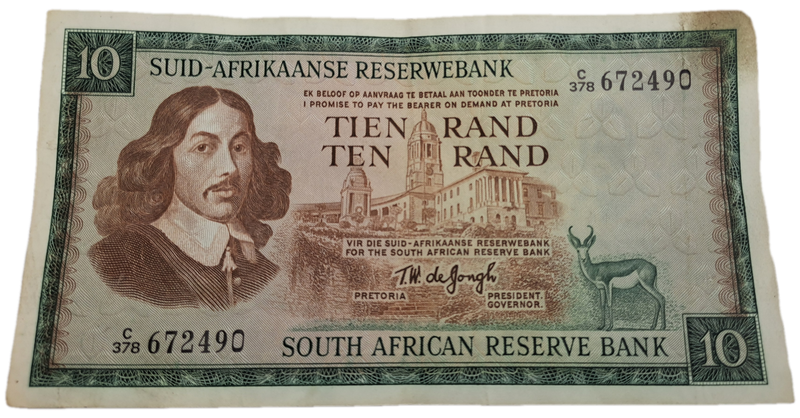 10
SUID-AFRIKAANSE RESERWEBANK
C/378 672490
EK BELOOF OP AANVRAAG TE BETAAL AAN TOONDER TE PRETORIA
I PROMISE TO PAY THE BEARER ON DEMAND AT PRETORIA
TIEN RAND
TEN RAND
VIR DIE SUID-AFRIKAANSE RESERWEBANK
FOR THE SOUTH AFRICAN RESERVE BANK
T.W. de Jongh
PRETORIA
PRESIDENT.
GOVERNOR.
C/378 672490
SOUTH AFRICAN RESERVE BANK
10